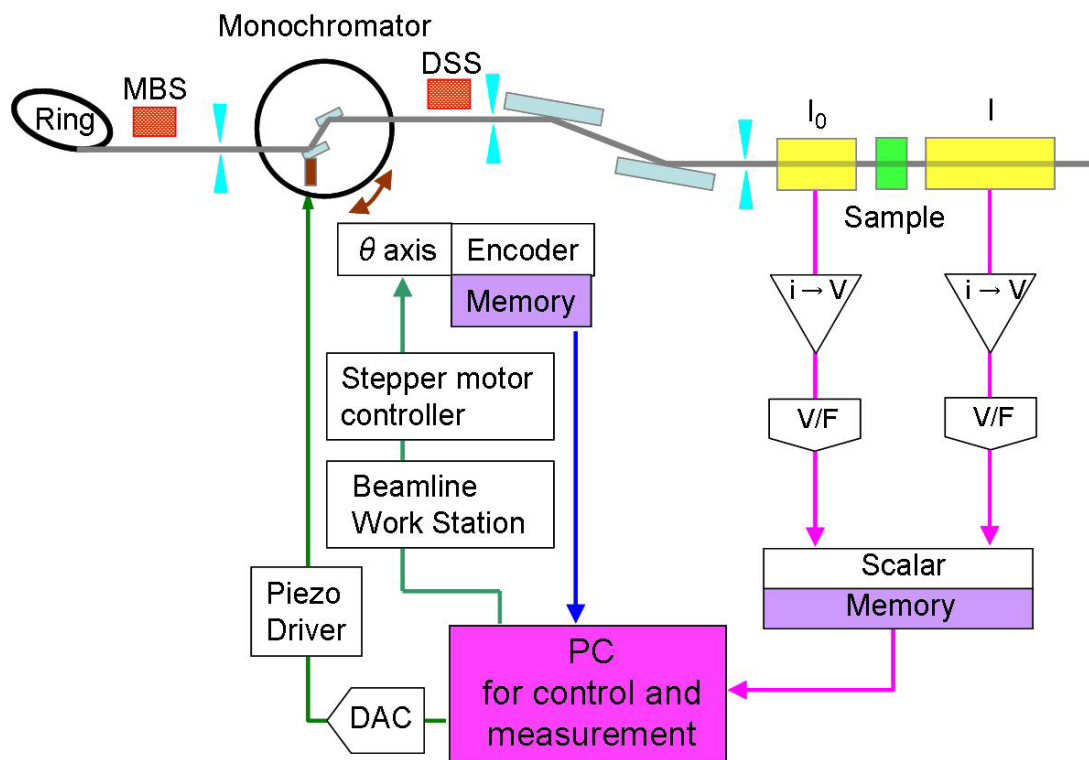 Monochromator
MBS
DSS
Ring
I0
I
Sample
θ axis
Encoder
Memory
i → V
i → V
Stepper motor
controller
V/F
V/F
Beamline
Work Station
Scalar
Memory
Piezo
Driver
PC
for control and
measurement
DAC